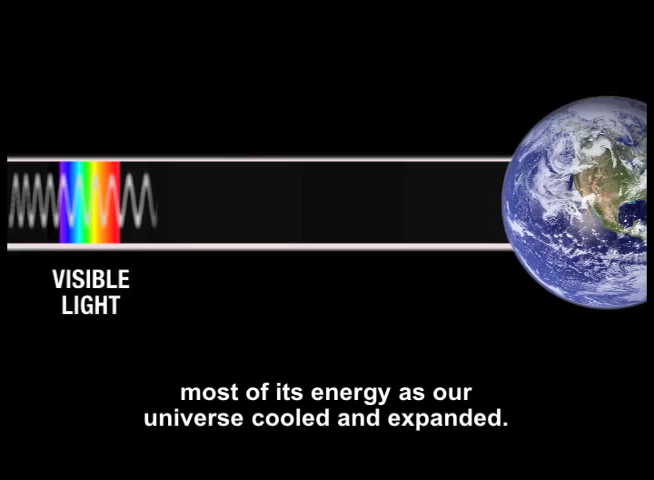 VISIBLE
LIGHT
most of its energy as our
universe cooled and expanded.